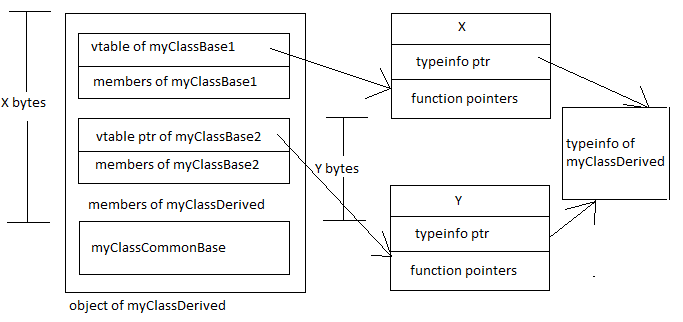 X bytes
vtable of myClassBase1
members of myClassBase1
vtable ptr of myClassBase2
members of myClassBase2
members of myClassDerived
myClassCommonBase
object of myClassDerived
Y bytes
X
typeinfo ptr
function pointers
Y
typeinfo ptr
function pointers
typeinfo of
myClassDerived